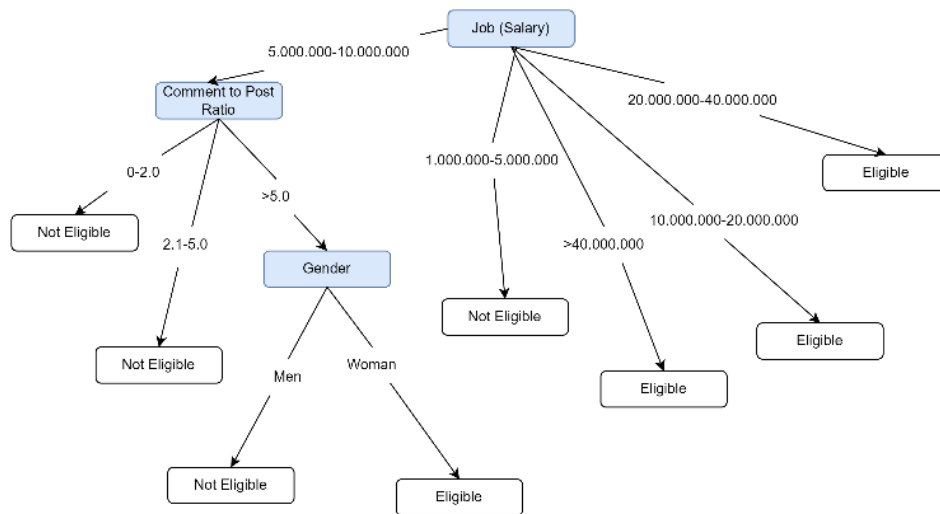 Job (Salary)
5.000.000-10.000.000
Comment to Post
Ratio
20.000.000-40.000.000
1.000.000-5.000.000
Eligible
0-2.0
>5.0
10.000.000-20.000.000
Not Eligible
2.1-5.0
>40.000.000
Gender
Not Eligible
Eligible
Not Eligible
Woman
Men
Eligible
Not Eligible
Eligible